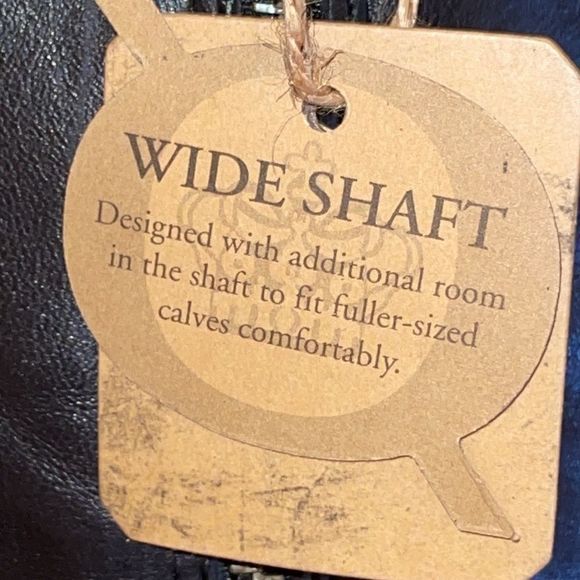 WIDE SHAFT
Designed with additional room
in the shaft to fit fuller-sized
calves comfortably.